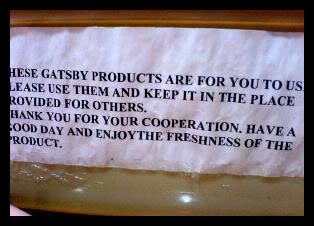 HESE GATSBY PRODUCTS ARE FOR YOU TO US
LEASE USE THEM AND KEEP IT IN THE PLACE
ROVIDED FOR OTHERS.
HANK YOU FOR YOUR COOPERATION. HAVE A
GOOD DAY AND ENJOYTHE FRESHNESS OF THE
PRODUCT.